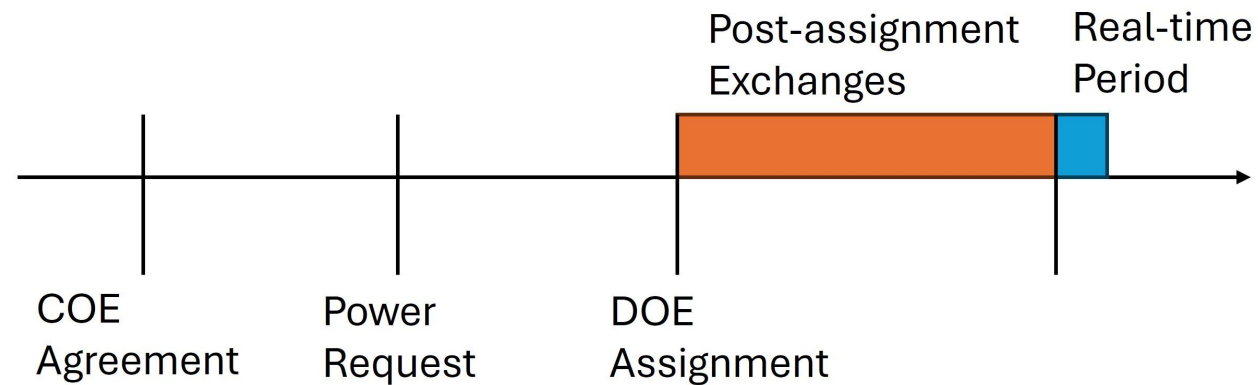 Post-assignment
Exchanges
Real-time
Period
COE
Agreement
Power
Request
DOE
Assignment